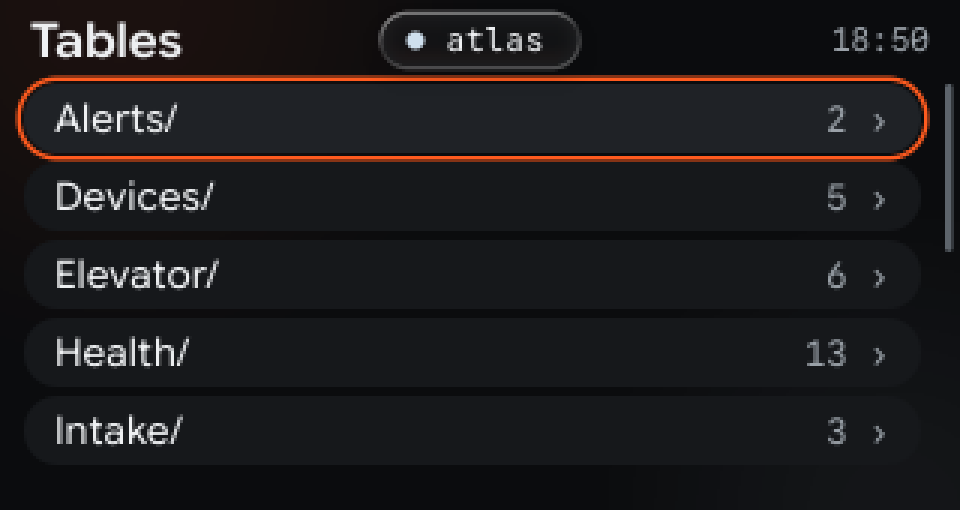 Tables atlas 18:50
Alerts/ 2 ›
Devices/ 5 ›
Elevator/ 6 ›
Health/ 13 ›
Intake/ 3 ›